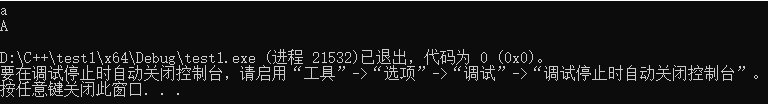 a
A
D:\C++\test1\x64\Debug\test1.exe (进程 21532)已退出，代码为 0 (0x0)。
要在调试停止时自动关闭控制台，请启用“工具”->“选项”->“调试”->“调试停止时自动关闭控制台”。
按任意键关闭此窗口. . .